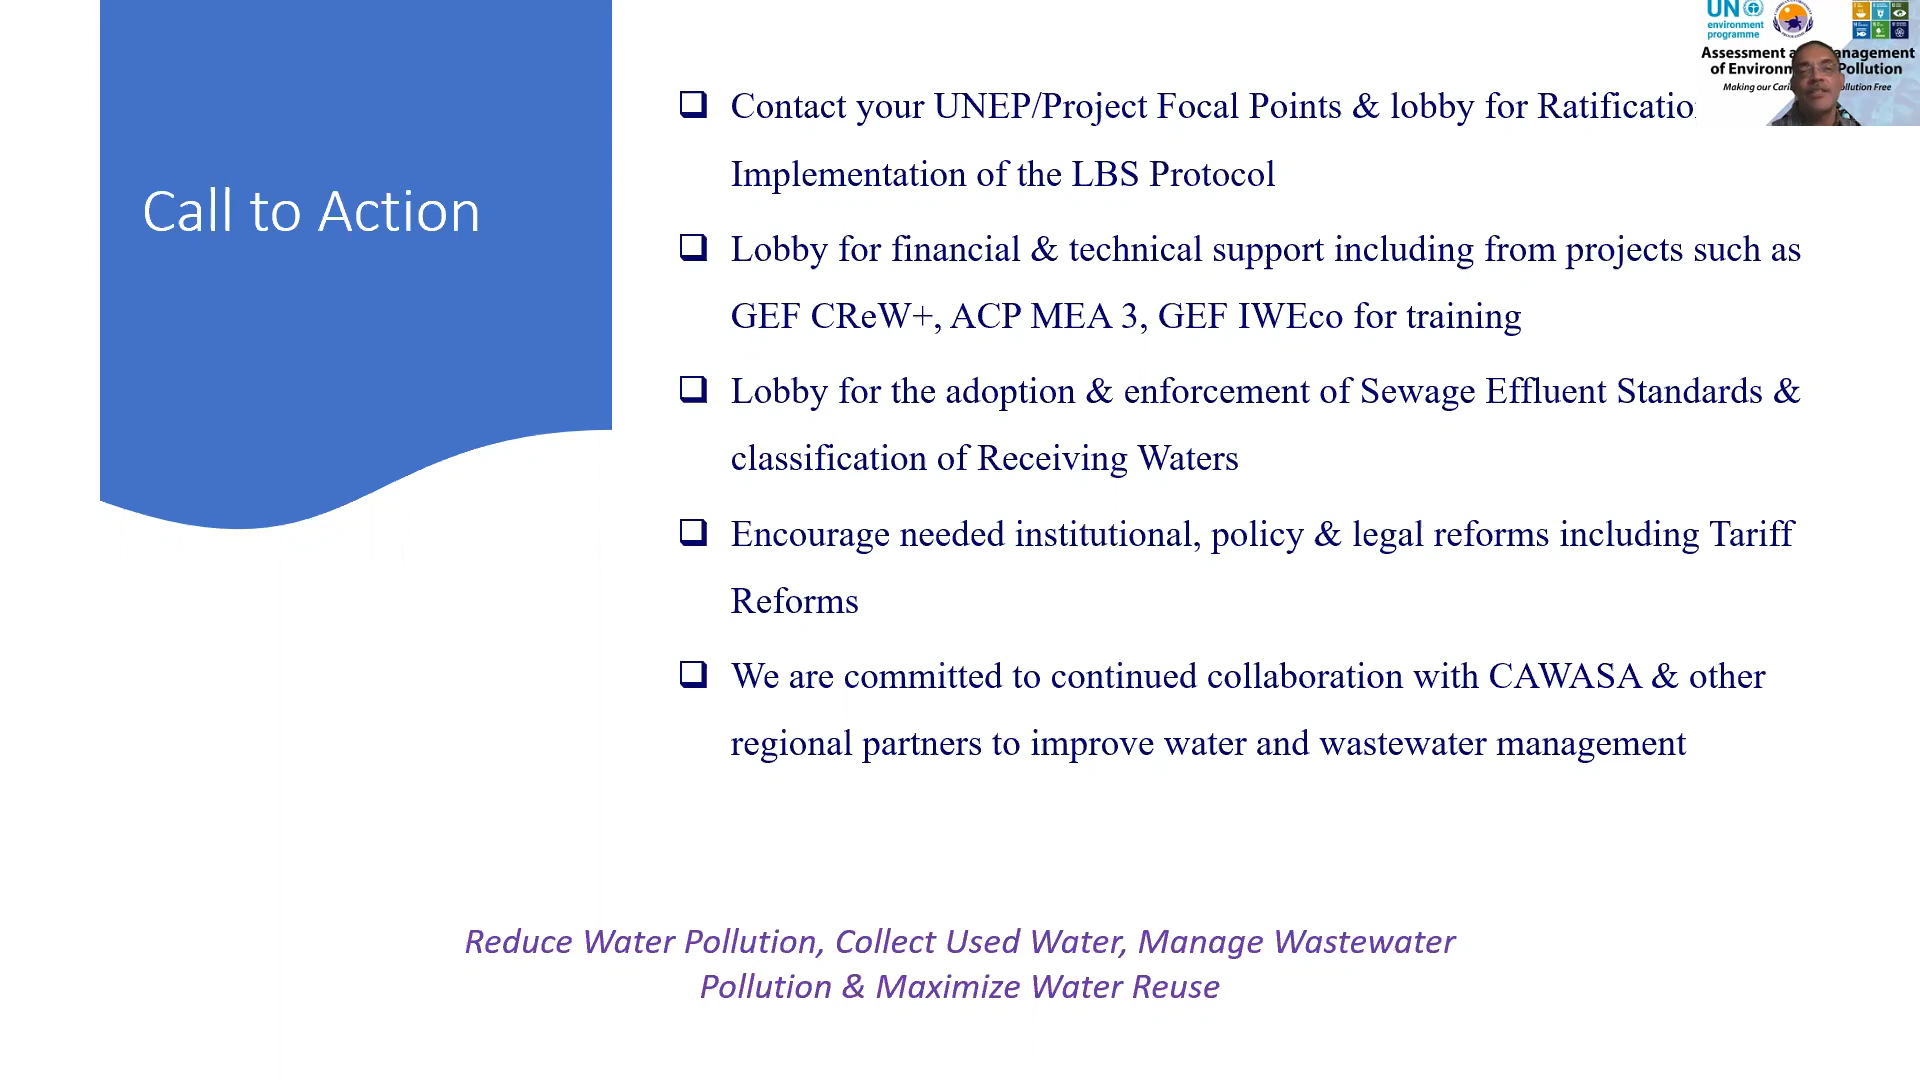 UN
environment
programme
Assessment a nagement
of Environ Pollution
Making our Pollution Free
Call to Action
Contact your UNEP/Project Focal Points & lobby for
Implementation of the LBS Protocol
Lobby for financial & technical support including from projects such as
GEF CReW+, ACP MEA 3, GEF IWEco for training
Lobby for the adoption & enforcement of Sewage Effluent Standards &
classification of Receiving Waters
Encourage needed institutional, policy & legal reforms including Tariff
Reforms
We are committed to continued collaboration with CAWASA & other
regional partners to improve water and wastewater management
Reduce Water Pollution, Collect Used Water, Manage Wastewater
Pollution & Maximize Water Reuse